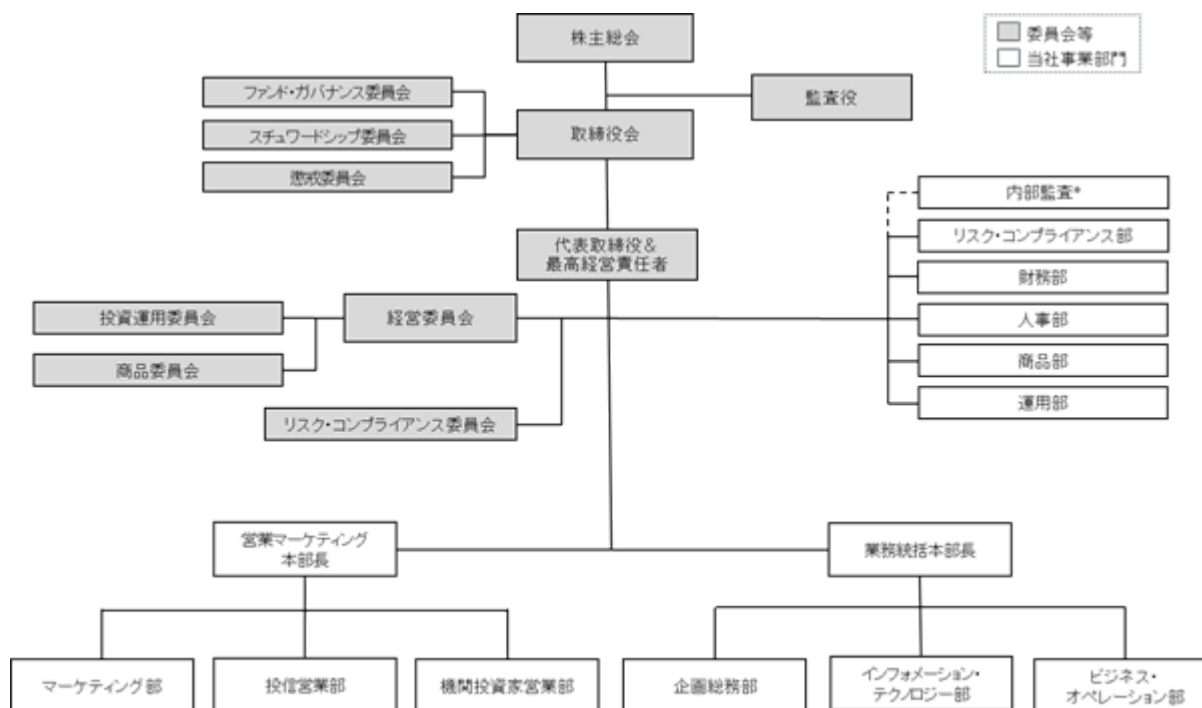 株主総会
委員会等
当社事業部門
ファンド・ガバナンス委員会
監査役
スチュワードシップ委員会
取締役会
懲戒委員会
内部監査*
リスク・コンプライアンス部
代表取締役&
最高経営責任者
財務部
投資運用委員会
経営委員会
人事部
商品委員会
商品部
運用部
リスク・コンプライアンス委員会
営業マーケティング
本部長
業務統括本部長
マーケティング部
投信営業部
機関投資家営業部
企画総務部
インフォメーション・
テクノロジー部
ビジネス・
オペレーション部